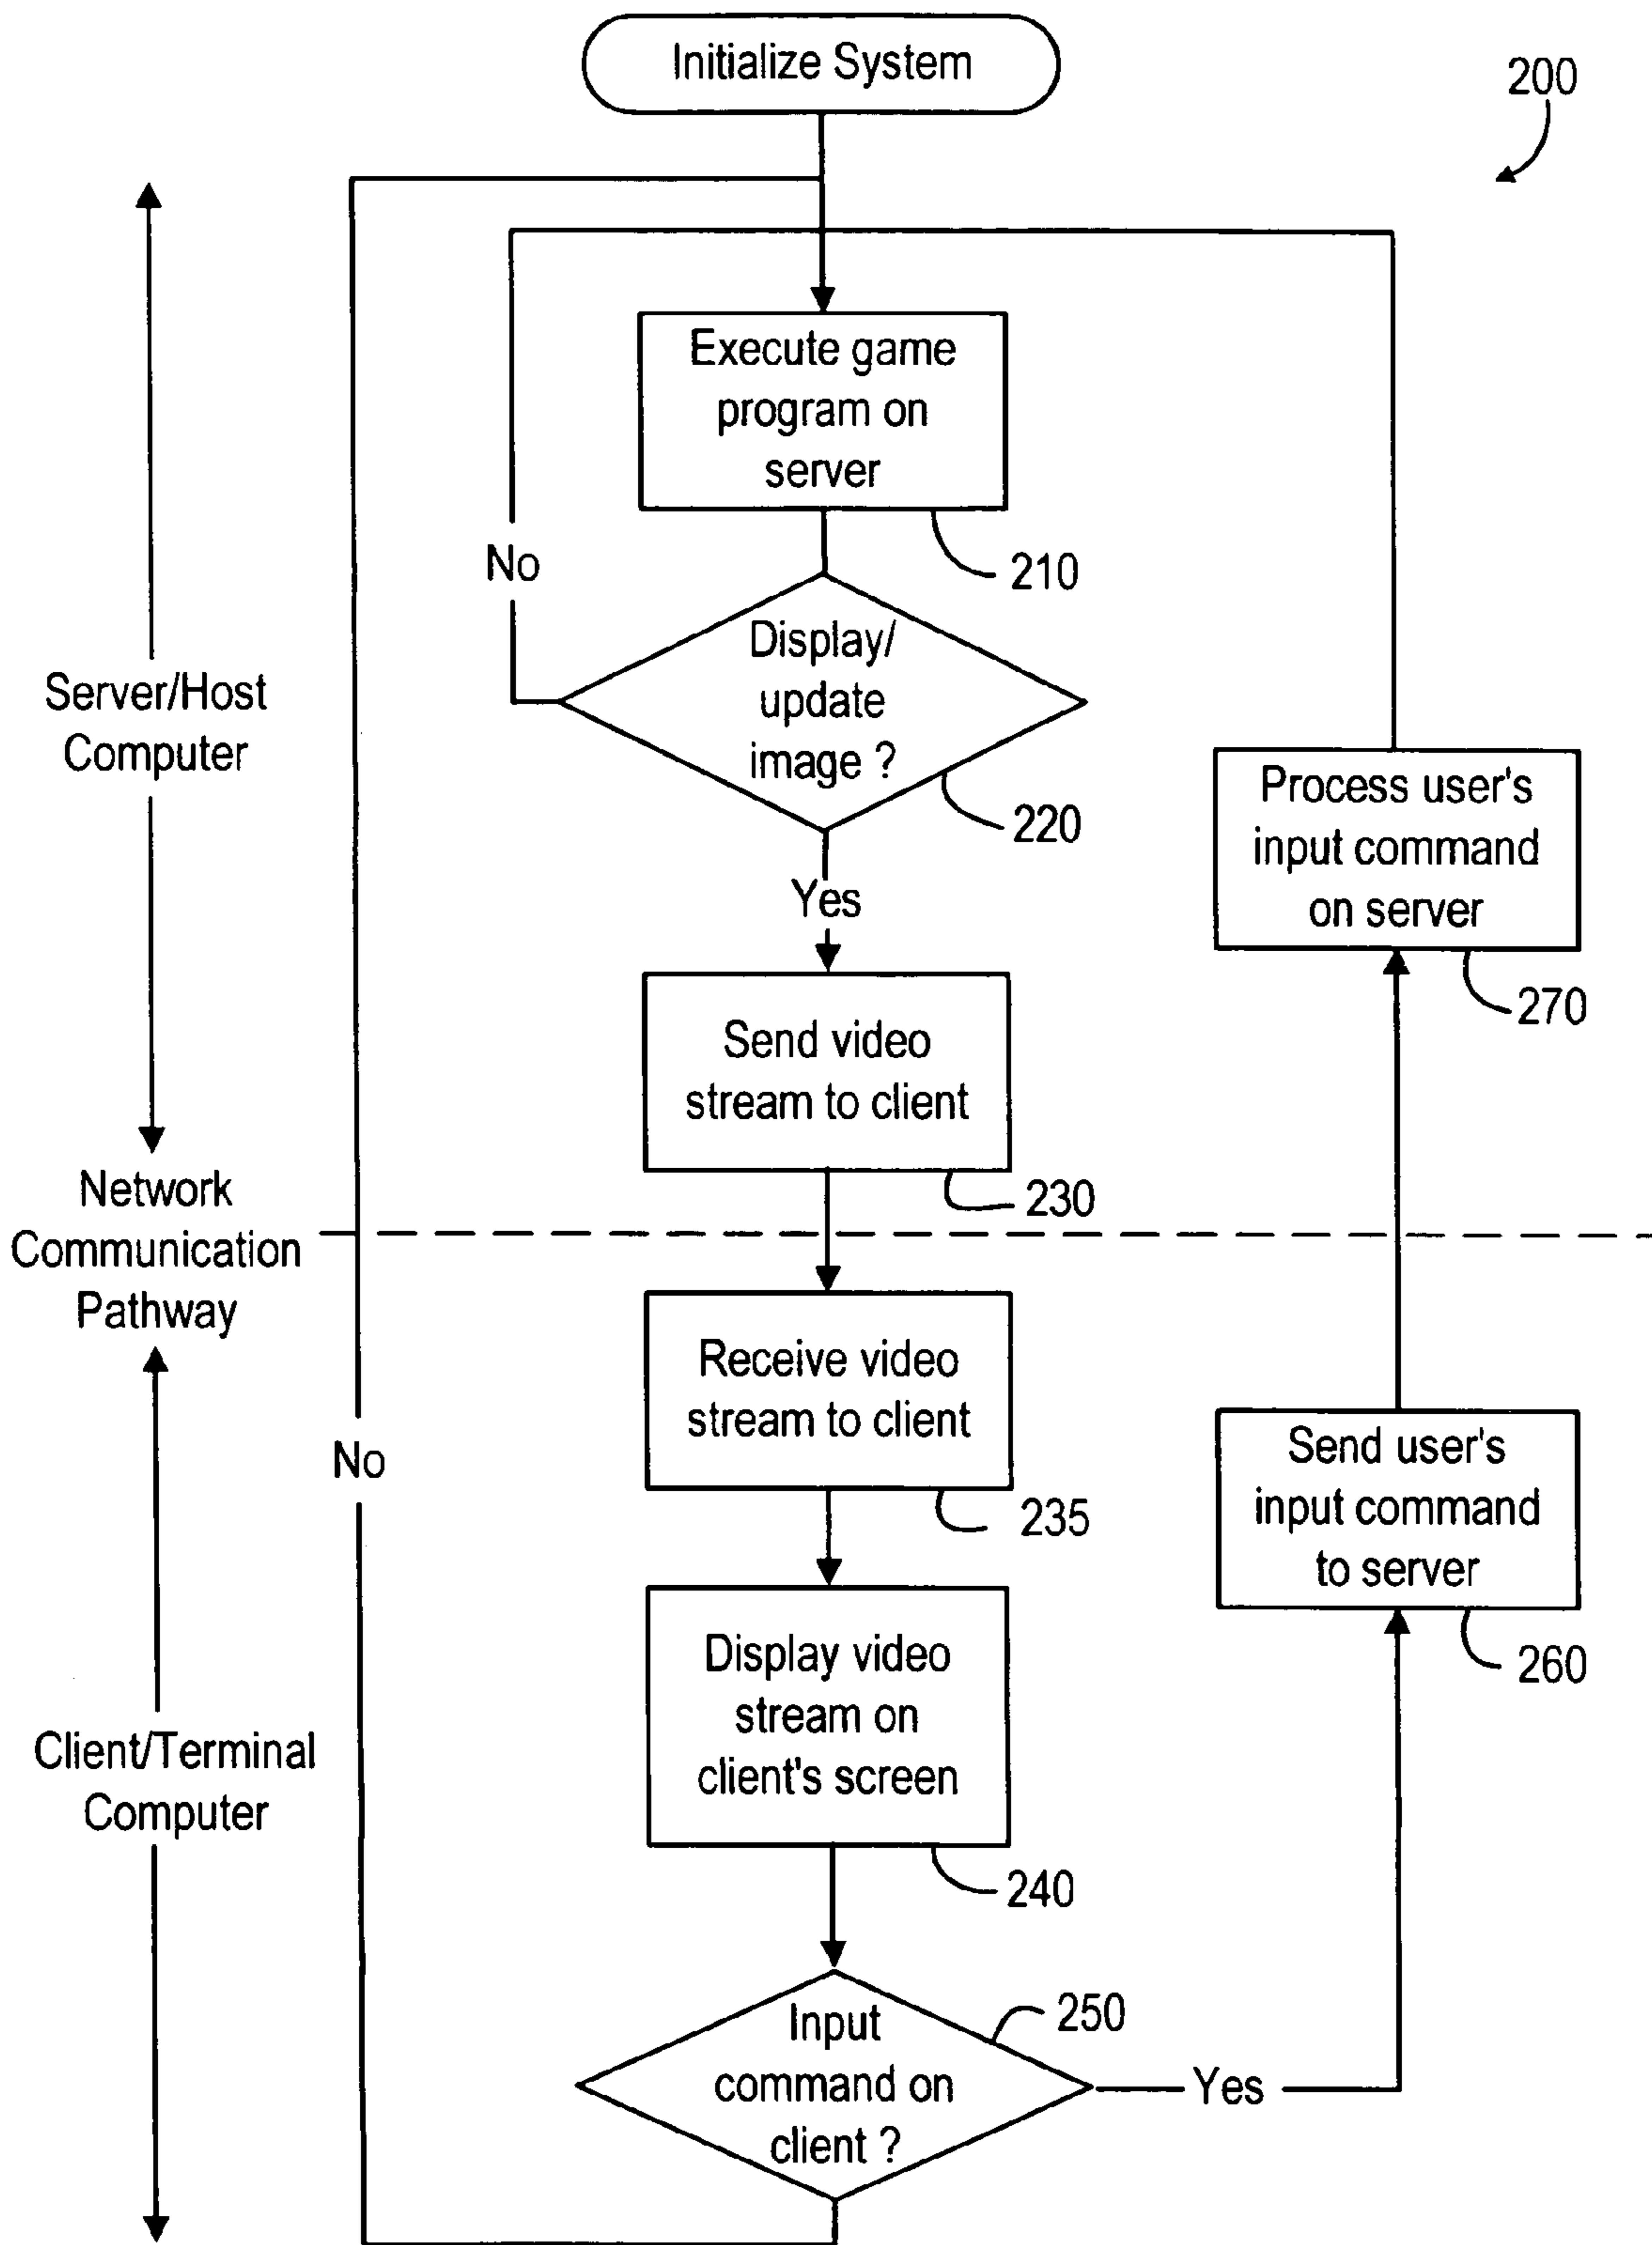 Initialize System
200
Execute game
program on
server
No
210
Display/
update
image ?
Server/Host
Computer
220
Process user's
input command
on server
Yes
270
Send video
stream to client
230
Network
Communication
Pathway
Receive video
stream to client
No
235
Send user's
input command
to server
260
Display video
stream on
client's screen
Client/Terminal
Computer
240
250
Input
command on
client ?
Yes